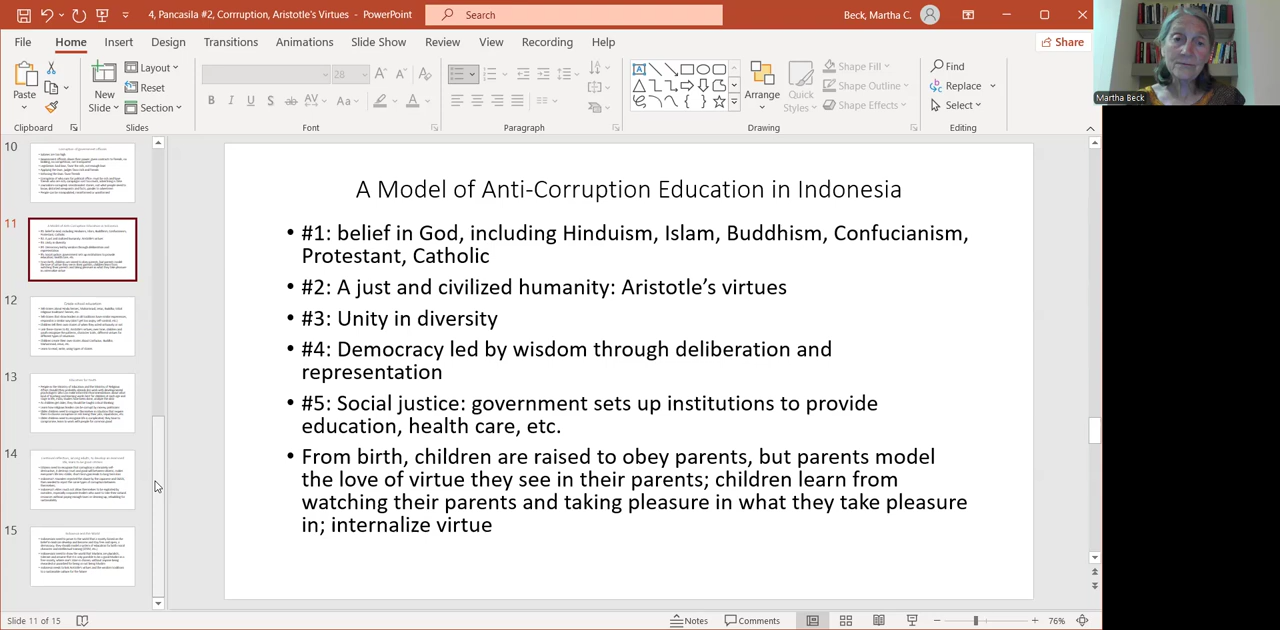 4, Pancasila #2, Corrruption, Aristotle's Virtues - PowerPoint
Search
Beck, Martha C.
File Home Insert Design Transitions Animations Slide Show Review View Recording Help
Share
Paste
Clipboard
New
Slide
Layout
Reset
Section
Slides
28
Font
Paragraph
Arrange
Quick
Styles
Shape Fill
Shape Outline
Shape Effects
Drawing
Find
Replace
Select
Editing
Martha Beck
10
11
12
13
14
15
A Model of Anti-Corruption Education in Indonesia
• #1: belief in God, including Hinduism, Islam, Buddhism, Confucianism,
Protestant, Catholic
• #2: A just and civilized humanity: Aristotle's virtues
• #3: Unity in diversity
• #4: Democracy led by wisdom through deliberation and
representation
• #5: Social justice: government sets up institutions to provide
education, health care, etc.
• From birth, children are raised to obey parents, but parents model
the love of virtue they see in their parents; children learn from
watching their parents and taking pleasure in what they take pleasure
in; internalize virtue
Slide 11 of 15
Notes
Comments
76%